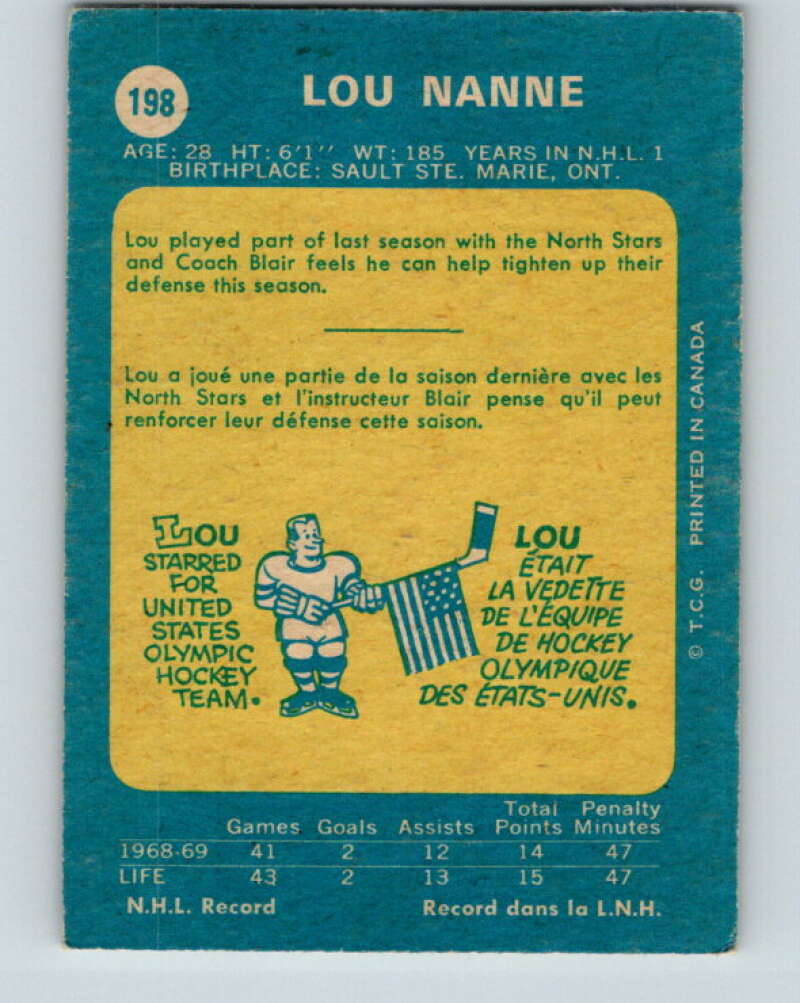 198
LOU NANNE
AGE: 28 HT: 6'1'' WT: 185 YEARS IN N.H.L. 1
BIRTHPLACE: SAULT STE. MARIE, ONT.
Lou played part of last season with the North Stars
and Coach Blair feels he can help tighten up their
defense this season.
Lou a joué une partie de la saison dernière avec les
North Stars et l'instructeur Blair pense qu'il peut
renforcer leur défense cette saison.
LOU
STARRED
FOR
UNITED
STATES
OLYMPIC
HOCKEY
TEAM.
LOU
ÉTAIT
LA VEDETTE
DE L'ÉQUIPE
DE HOCKEY
OLYMPIQUE
DES ÉTATS-UNIS.
© T.C.G. PRINTED IN CANADA
Total Penalty
Games Goals Assists Points Minutes
1968-69 41 2 12 14 47
LIFE 43 2 13 15 47
N.H.L. Record Record dans la L.N.H.